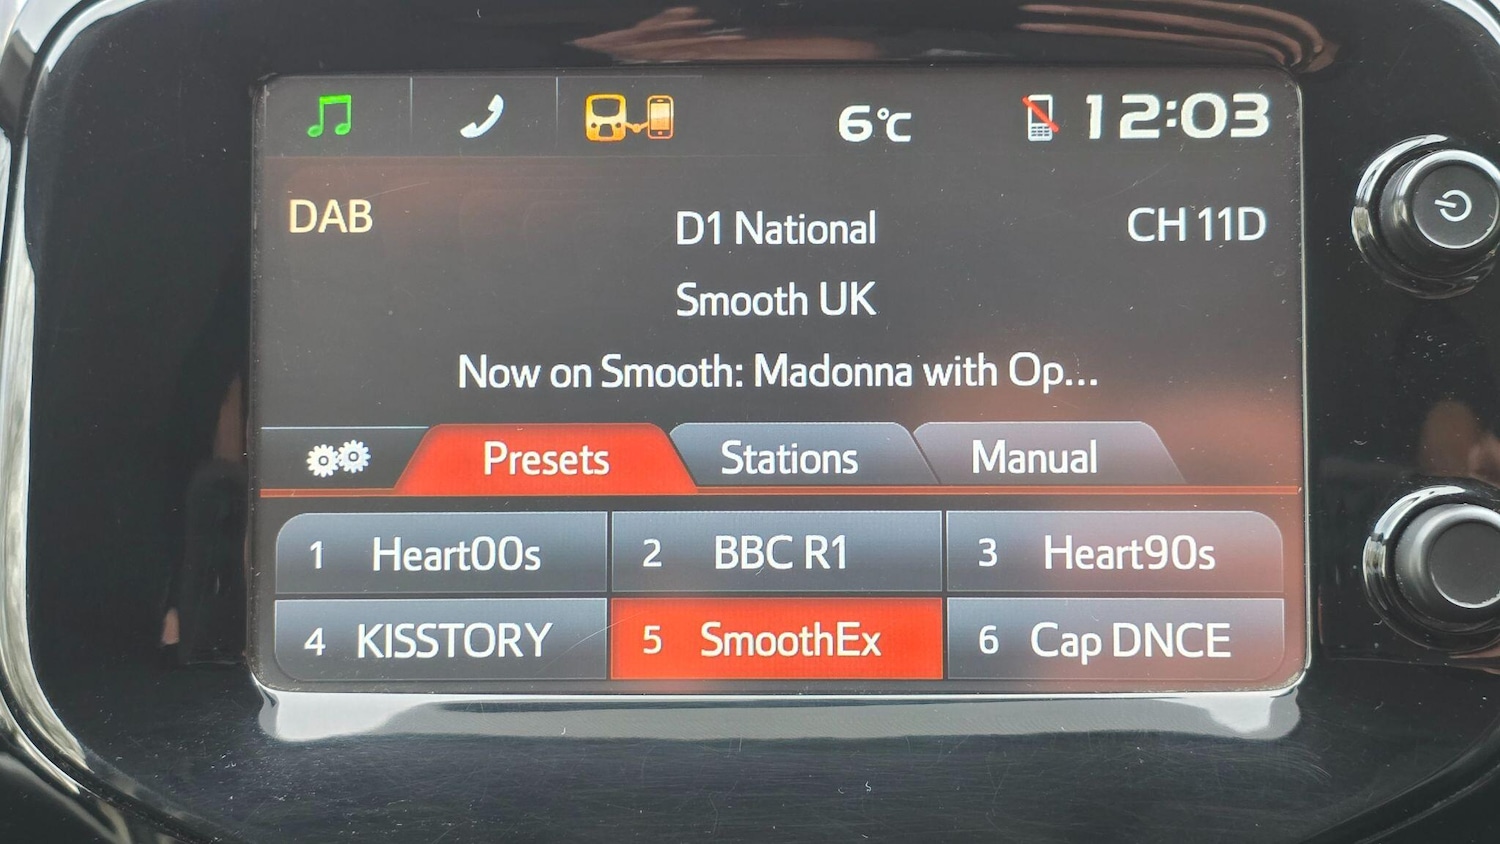 6°C 12:03
DAB D1 National CH 11D
Smooth UK
Now on Smooth: Madonna with Op...
Presets Stations Manual
1 Heart00s 2 BBC R1 3 Heart90s
4 KISSTORY 5 SmoothEx 6 Cap DNCE